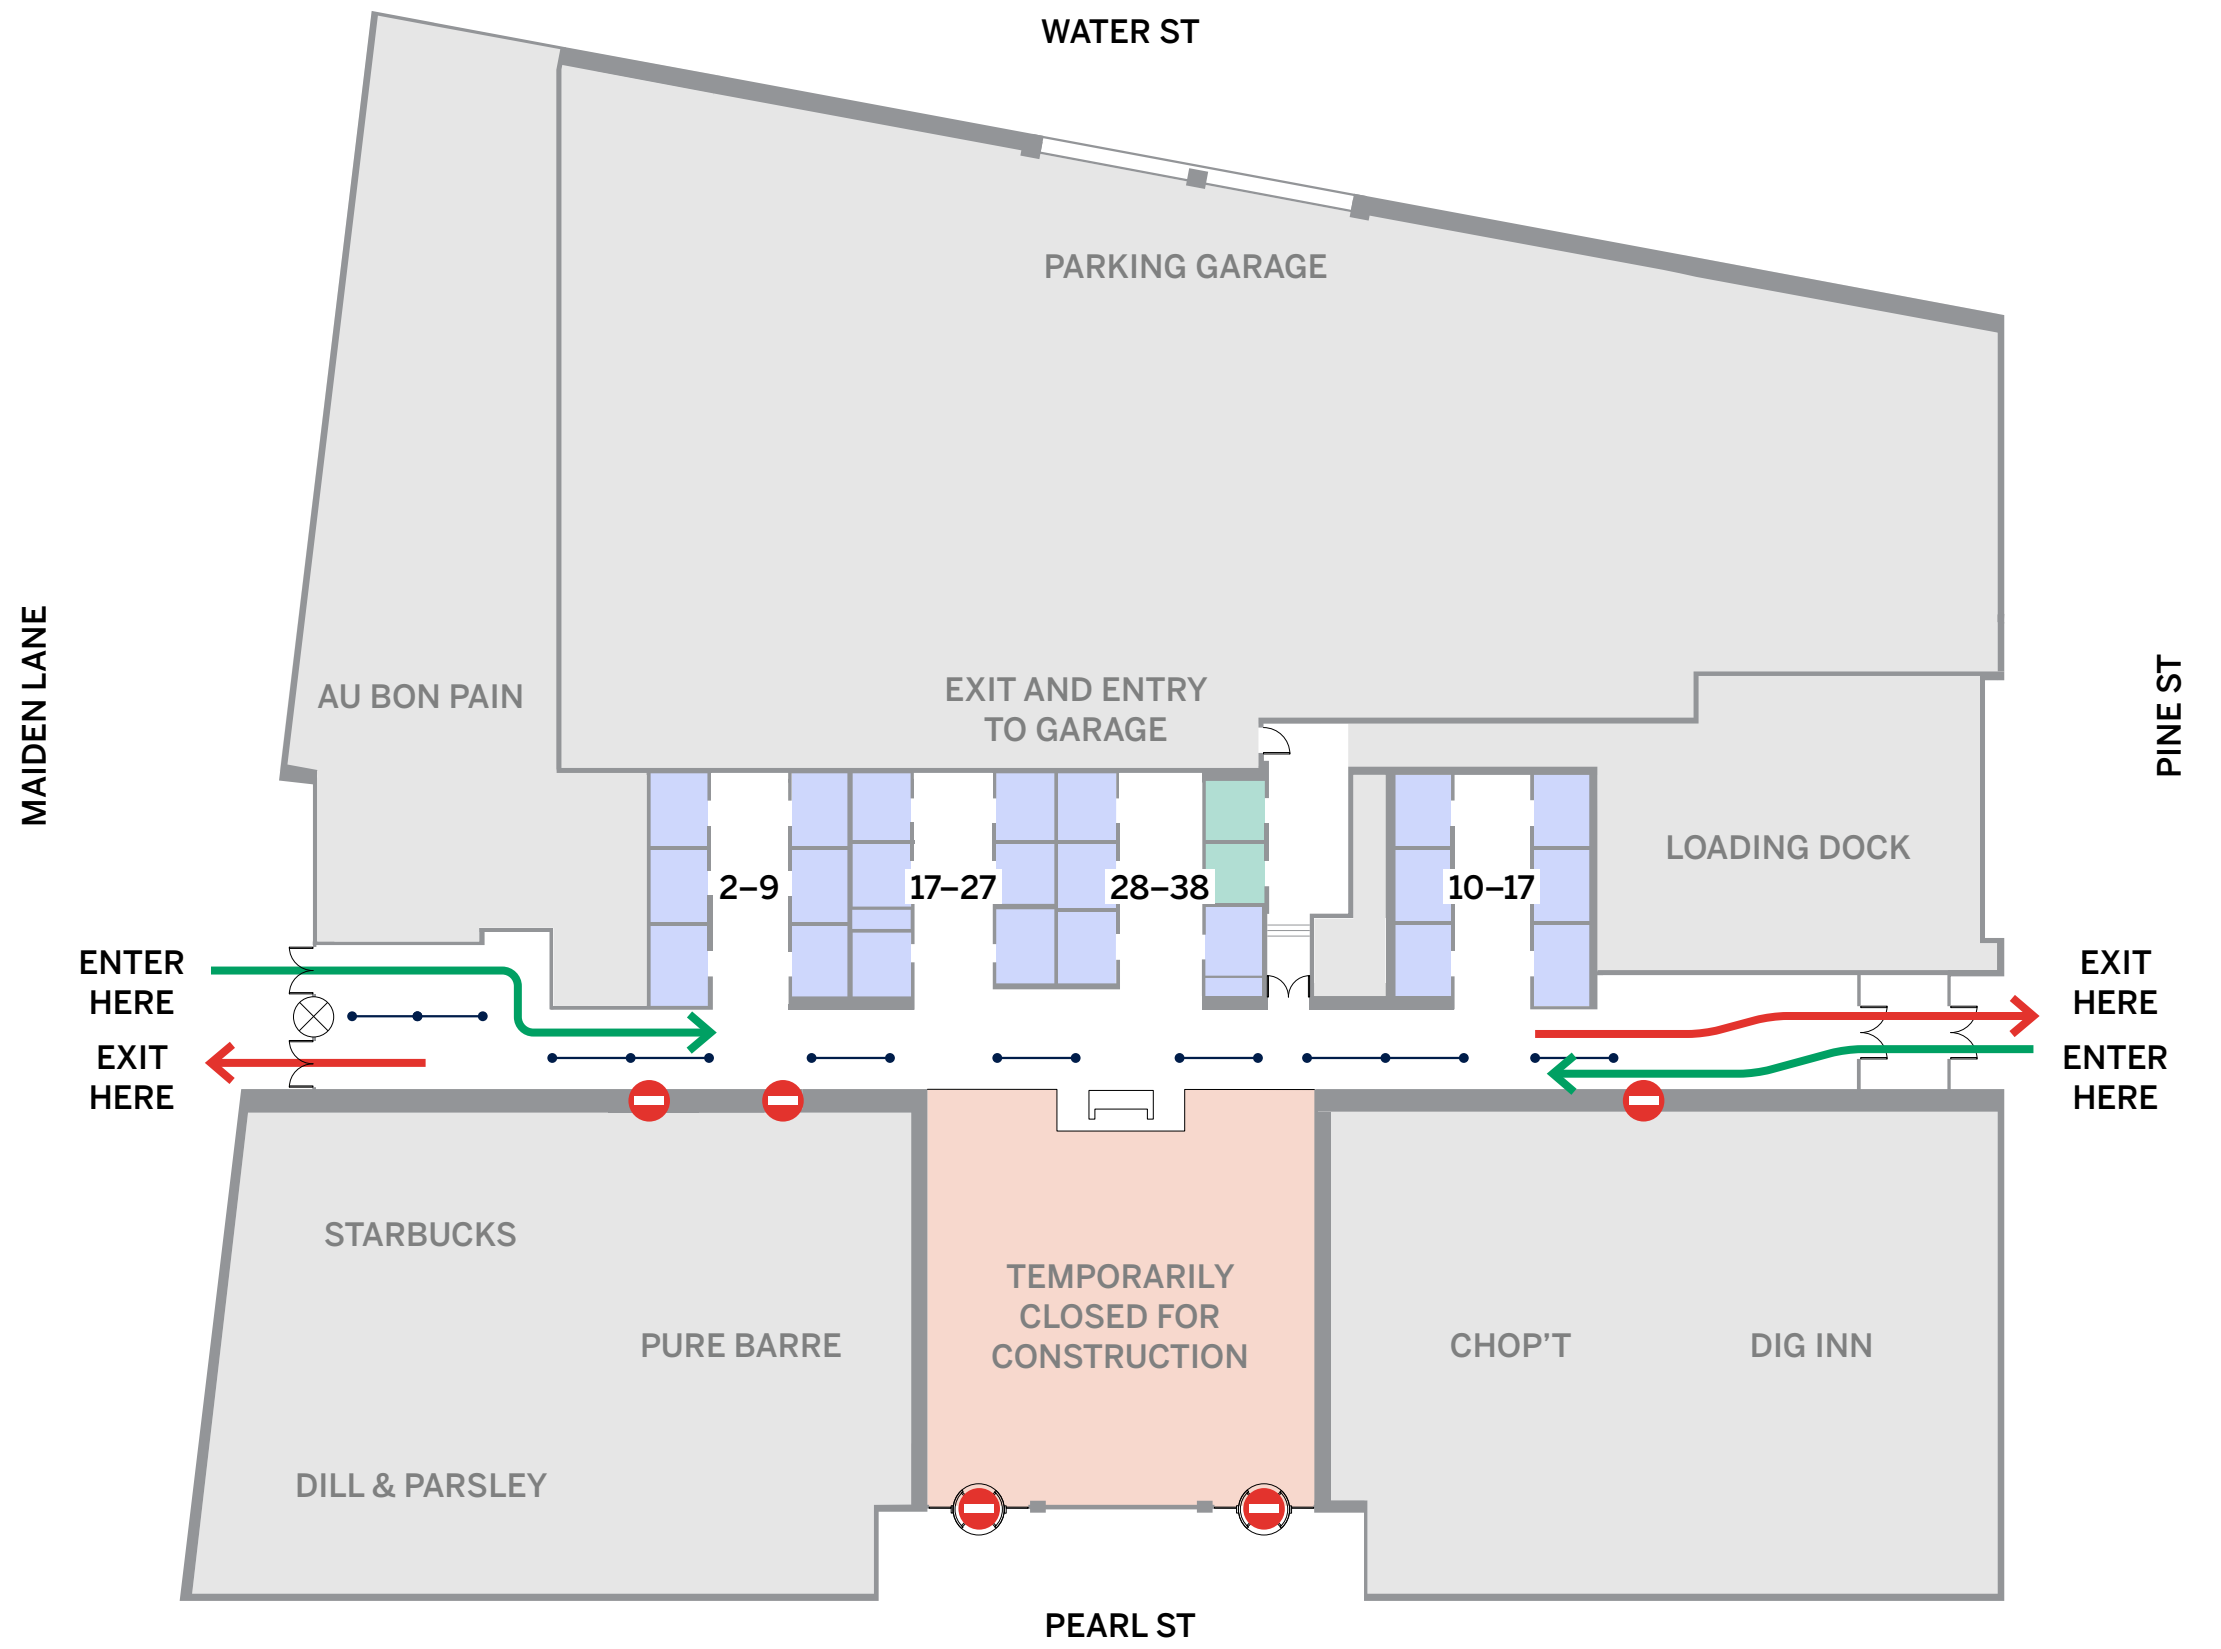 WATER ST
PARKING GARAGE
MAIDEN LANE
AU BON PAIN
EXIT AND ENTRY
TO GARAGE
PINE ST
LOADING DOCK
2–9
17–27
28–38
10–17
ENTER
HERE
EXIT
HERE
EXIT
HERE
ENTER
HERE
STARBUCKS
PURE BARRE
DILL & PARSLEY
TEMPORARILY
CLOSED FOR
CONSTRUCTION
CHOP’T
DIG INN
PEARL ST